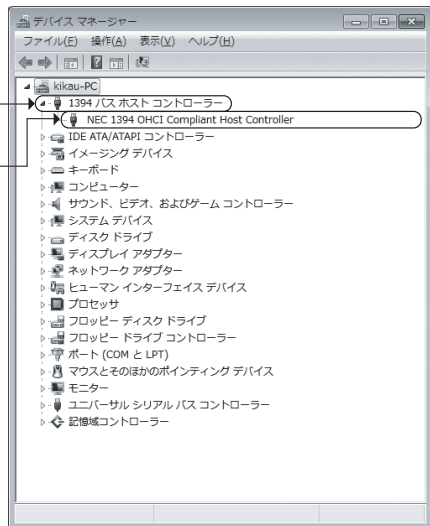 デバイス マネージャー
ファイル(F) 操作(A) 表示(V) ヘルプ(H)
kikau-PC
1394 バス ホスト コントローラー
NEC 1394 OHCI Compliant Host Controller
IDE ATA/ATAPI コントローラー
イメージング デバイス
キーボード
コンピューター
サウンド、ビデオ、およびゲーム コントローラー
システム デバイス
ディスク ドライブ
ディスプレイ アダプター
ネットワーク アダプター
ヒューマン インターフェイス デバイス
プロセッサ
フロッピー ディスク ドライブ
フロッピー ドライブ コントローラー
ポート (COM と LPT)
マウスとそのほかのポインティング デバイス
モニター
ユニバーサル シリアル バス コントローラー
記憶域コントローラー